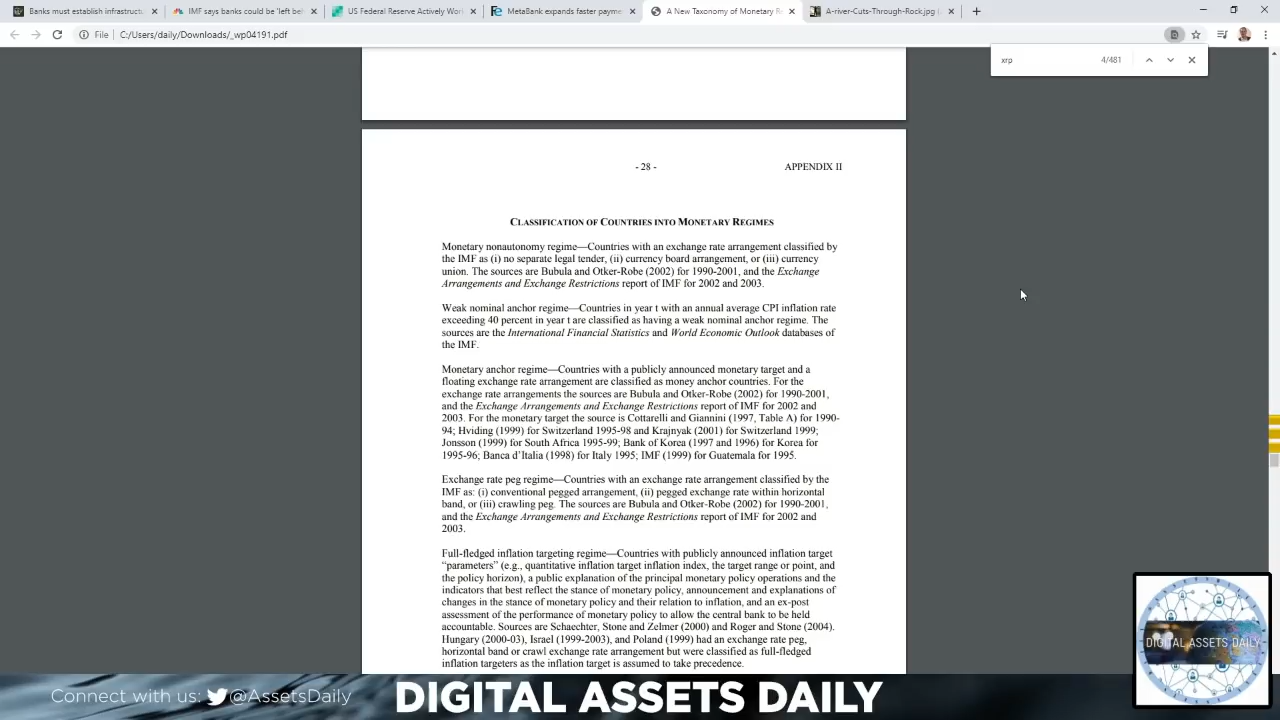 Banks must establish infrastruct
IMF says banks could be 'left bel
US Federal Reserve Actively Work
MetaBank expands faster payme
A New Taxonomy of Monetary R
A-river-Cuts-Through-Rock.jpg (
File | C:/Users/daily/Downloads/_wp04191.pdf
xrp 4/481
- 28 - APPENDIX II
CLASSIFICATION OF COUNTRIES INTO MONETARY REGIMES
Monetary nonautonomy regime—Countries with an exchange rate arrangement classified by
the IMF as (i) no separate legal tender, (ii) currency board arrangement, or (iii) currency
union. The sources are Bubula and Otker-Robe (2002) for 1990-2001, and the Exchange
Arrangements and Exchange Restrictions report of IMF for 2002 and 2003.
Weak nominal anchor regime—Countries in year t with an annual average CPI inflation rate
exceeding 40 percent in year t are classified as having a weak nominal anchor regime. The
sources are the International Financial Statistics and World Economic Outlook databases of
the IMF.
Monetary anchor regime—Countries with a publicly announced monetary target and a
floating exchange rate arrangement are classified as money anchor countries. For the
exchange rate arrangements the sources are Bubula and Otker-Robe (2002) for 1990-2001,
and the Exchange Arrangements and Exchange Restrictions report of IMF for 2002 and
2003. For the monetary target the source is Cottarelli and Giannini (1997, Table A) for 1990-
94; Hviding (1999) for Switzerland 1995-98 and Krajnyak (2001) for Switzerland 1999;
Jonsson (1999) for South Africa 1995-99; Bank of Korea (1997 and 1996) for Korea for
1995-96; Banca d'Italia (1998) for Italy 1995; IMF (1999) for Guatemala for 1995.
Exchange rate peg regime—Countries with an exchange rate arrangement classified by the
IMF as: (i) conventional pegged arrangement, (ii) pegged exchange rate within horizontal
band, or (iii) crawling peg. The sources are Bubula and Otker-Robe (2002) for 1990-2001,
and the Exchange Arrangements and Exchange Restrictions report of IMF for 2002 and
2003.
Full-fledged inflation targeting regime—Countries with publicly announced inflation target
“parameters” (e.g., quantitative inflation target inflation index, the target range or point, and
the policy horizon), a public explanation of the principal monetary policy operations and the
indicators that best reflect the stance of monetary policy, announcement and explanations of
changes in the stance of monetary policy and their relation to inflation, and an ex-post
assessment of the performance of monetary policy to allow the central bank to be held
accountable. Sources are Schaechter, Stone and Zelmer (2000) and Roger and Stone (2004).
Hungary (2000-03), Israel (1999-2003), and Poland (1999) had an exchange rate peg,
horizontal band or crawl exchange rate arrangement but were classified as full-fledged
inflation targeters as the inflation target is assumed to take precedence.
DIGITAL ASSETS DAILY
Connect with us: @AssetsDaily
DIGITAL ASSETS DAILY